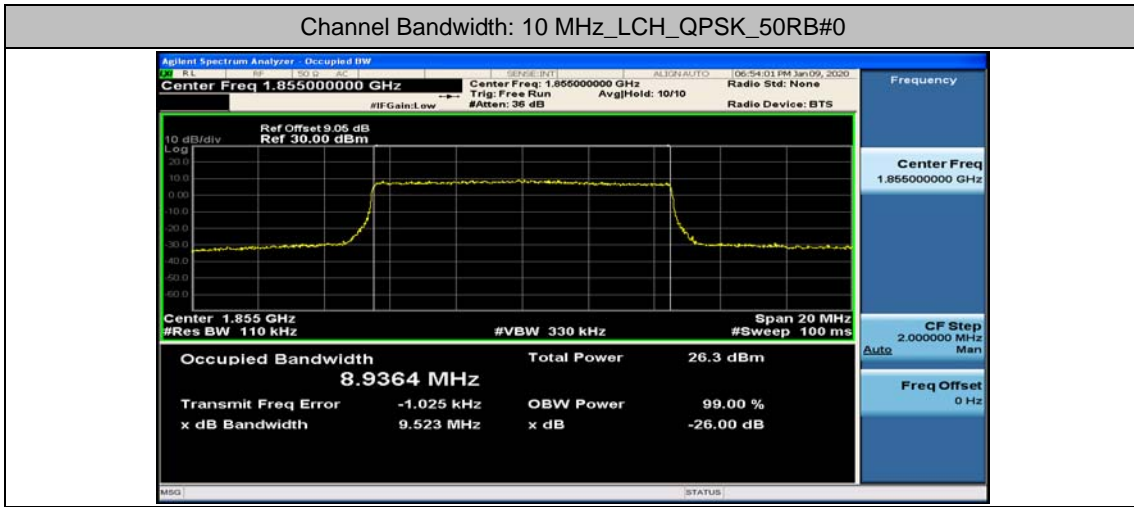 Channel Bandwidth: 10 MHz_LCH_QPSK_50RB#0
Agilent Spectrum Analyzer - Occupied BW
LXI RL RF 50 Ω AC SENSE:INT ALIGN AUTO 06:54:01 PM Jan 09, 2020
Center Freq 1.855000000 GHz
Center Freq: 1.855000000 GHz
Radio Std: None
Trig: Free Run Avg|Hold: 10/10
#IFGain:Low #Atten: 36 dB Radio Device: BTS
Ref Offset 9.05 dB
10 dB/div Ref 30.00 dBm
Log
20.0
10.0
0.00
-10.0
-20.0
-30.0
-40.0
-50.0
-60.0
Center 1.855 GHz Span 20 MHz
#Res BW 110 kHz #VBW 330 kHz #Sweep 100 ms
Occupied Bandwidth Total Power 26.3 dBm
8.9364 MHz
Transmit Freq Error -1.025 kHz OBW Power 99.00 %
x dB Bandwidth 9.523 MHz x dB -26.00 dB
MSG STATUS
Frequency
Center Freq
1.855000000 GHz
CF Step
2.000000 MHz
Auto Man
Freq Offset
0 Hz